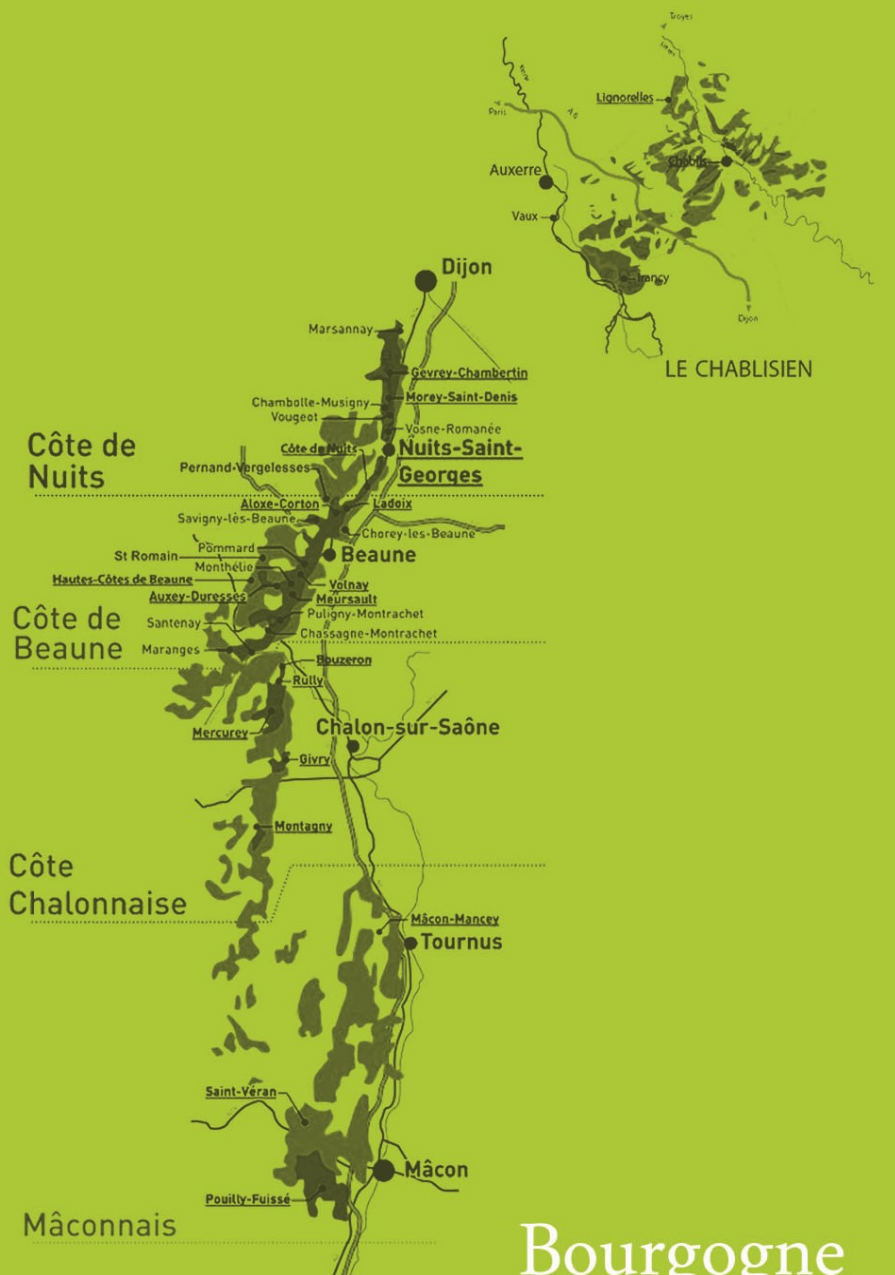 Troyes
Paris
A6
Lignorelles
Chablis
Auxerre
Vaux
Irancy
Dijon
LE CHABLISIEN
Dijon
Marsannay
Gevrey-Chambertin
Morey-Saint-Denis
Chambolle-Musigny
Vougeot
Vosne-Romanée
Côte de
Nuits
Côte de Nuits
Nuits-Saint-
Georges
Pernand-Vergelesses
Aloxe-Corton
Ladoix
Savigny-lès-Beaune
Chorey-les-Beaune
Pommard
Beaune
St Romain
Monthélie
Hautes-Côtes de Beaune
Volnay
Auxey-Duresses
Meursault
Côte de
Beaune
Puligny-Montrachet
Santenay
Chassagne-Montrachet
Maranges
Bouzeron
Rully
Chalon-sur-Saône
Mercurey
Givry
Montagny
Côte
Chalonnaise
Mâcon-Mancey
Tournus
Saint-Véran
Mâcon
Pouilly-Fuissé
Mâconnais
Bourgogne